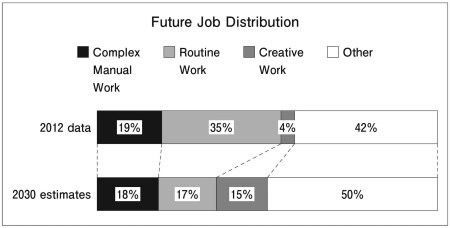 Future Job Distribution
Complex Manual Work
Routine Work
Creative Work
Other
2012 data
19%
35%
4%
42%
2030 estimates
18%
17%
15%
50%